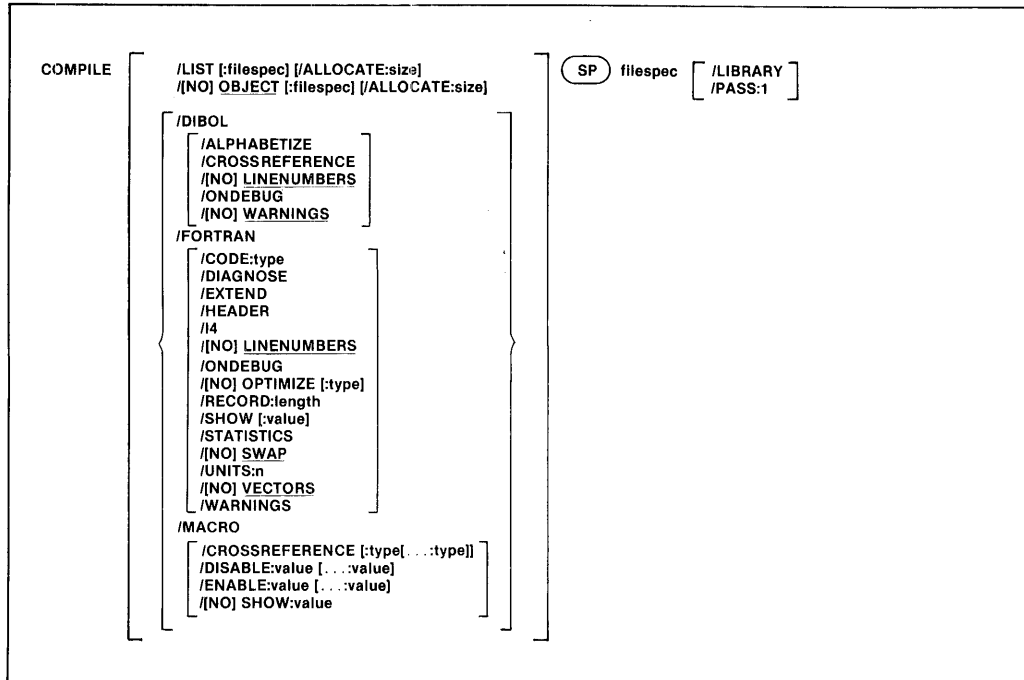 COMPILE /LIST [:filespec] [/ALLOCATE:size] SP filespec /LIBRARY
/[NO] OBJECT [:filespec] [/ALLOCATE:size] /PASS:1
/DIBOL
/ALPHABETIZE
/CROSSREFERENCE
/[NO] LINENUMBERS
/ONDEBUG
/[NO] WARNINGS
/FORTRAN
/CODE:type
/DIAGNOSE
/EXTEND
/HEADER
/I4
/[NO] LINENUMBERS
/ONDEBUG
/[NO] OPTIMIZE [:type]
/RECORD:length
/SHOW [:value]
/STATISTICS
/[NO] SWAP
/UNITS:n
/[NO] VECTORS
/WARNINGS
/MACRO
/CROSSREFERENCE [:type[...:type]]
/DISABLE:value [...:value]
/ENABLE:value [...:value]
/[NO] SHOW:value